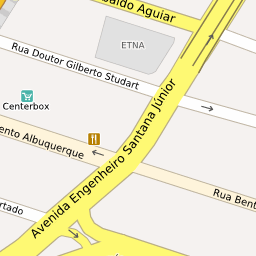 aldo Aguiar
ETNA
Rua Doutor Gilberto Studart
Centerbox
ento Albuquerque
Avenida Engenheiro Santana Júnior
Rua Bent
rtado